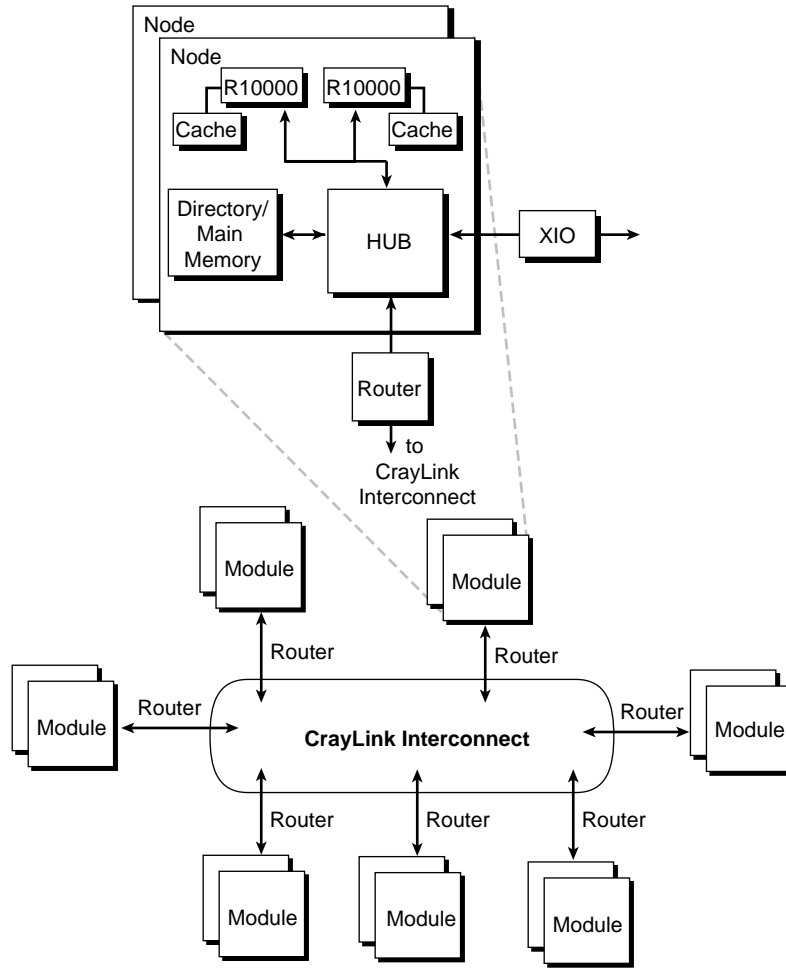 Node
Node
R10000
R10000
Cache
Cache
Directory/
Main
Memory
HUB
XIO
Router
to
CrayLink
Interconnect
Module
Module
Router
Router
Module
Router
Router
Module
CrayLink Interconnect
Router
Router
Router
Module
Module
Module